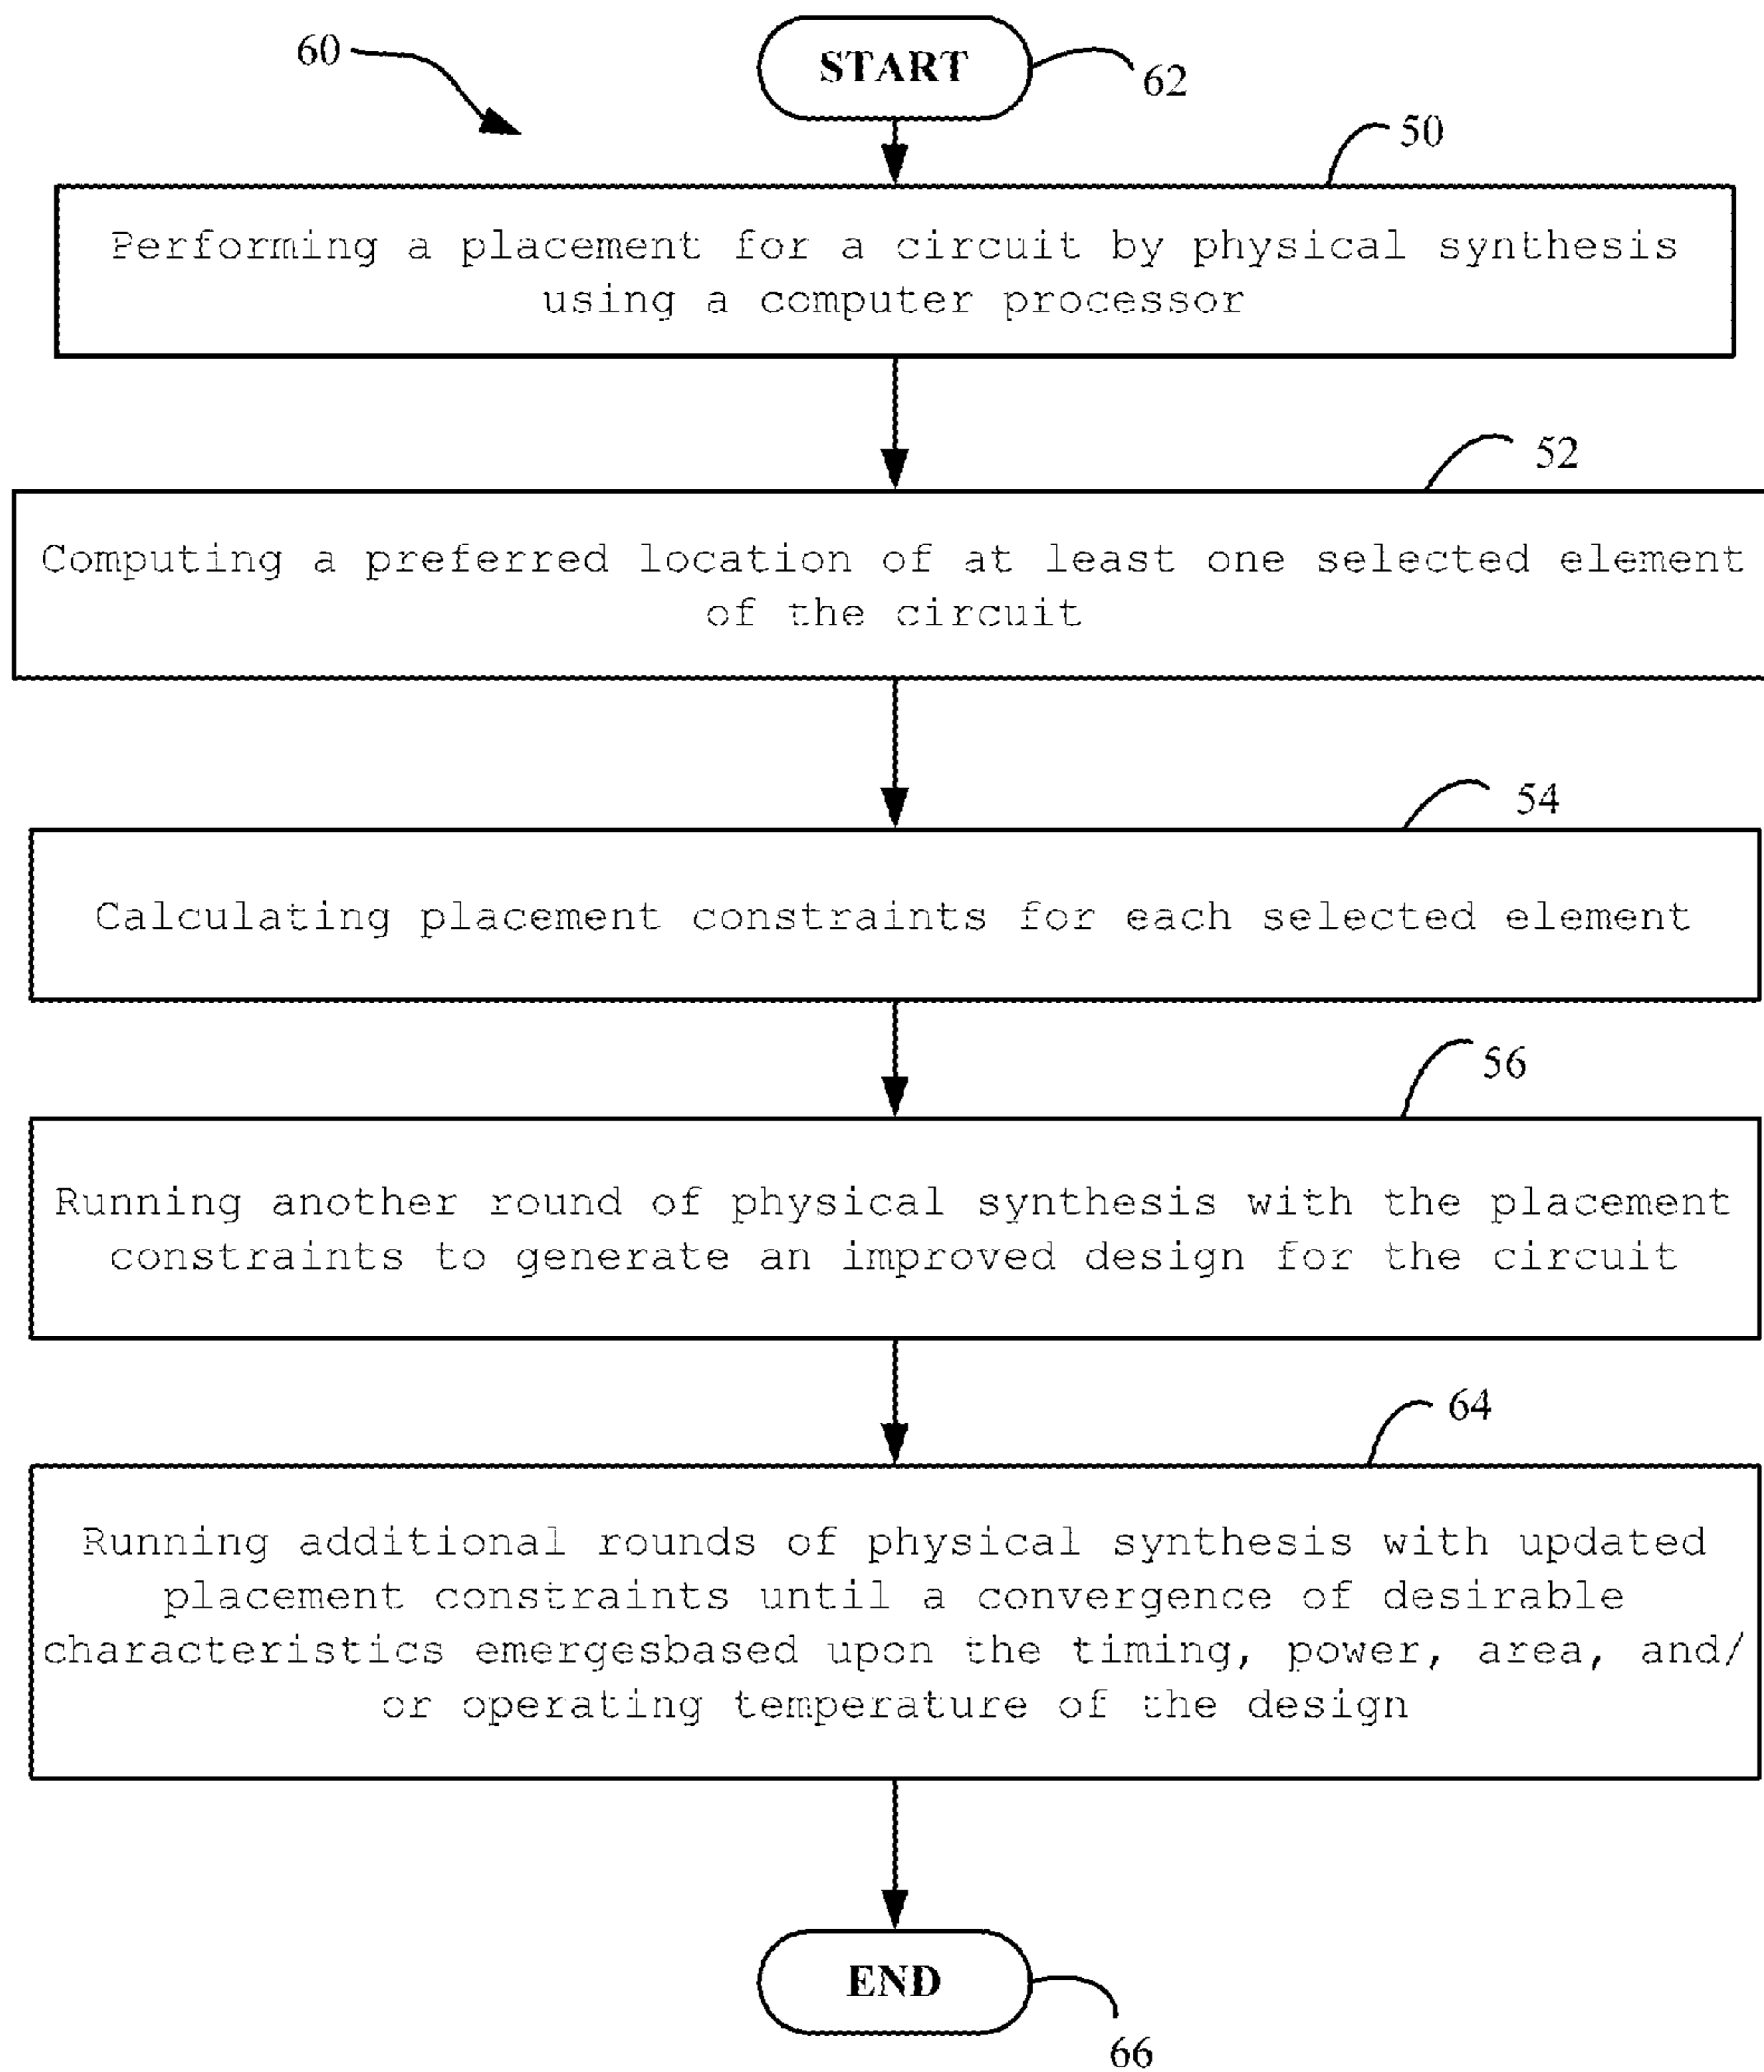 60
START
62
50
Performing a placement for a circuit by physical synthesis
using a computer processor
52
Computing a preferred location of at least one selected element
of the circuit
54
Calculating placement constraints for each selected element
56
Running another round of physical synthesis with the placement
constraints to generate an improved design for the circuit
64
Running additional rounds of physical synthesis with updated
placement constraints until a convergence of desirable
characteristics emergesbased upon the timing, power, area, and/
or operating temperature of the design
END
66